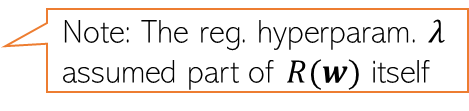 Note: The reg. hyperparam. λ
assumed part of R(w) itself